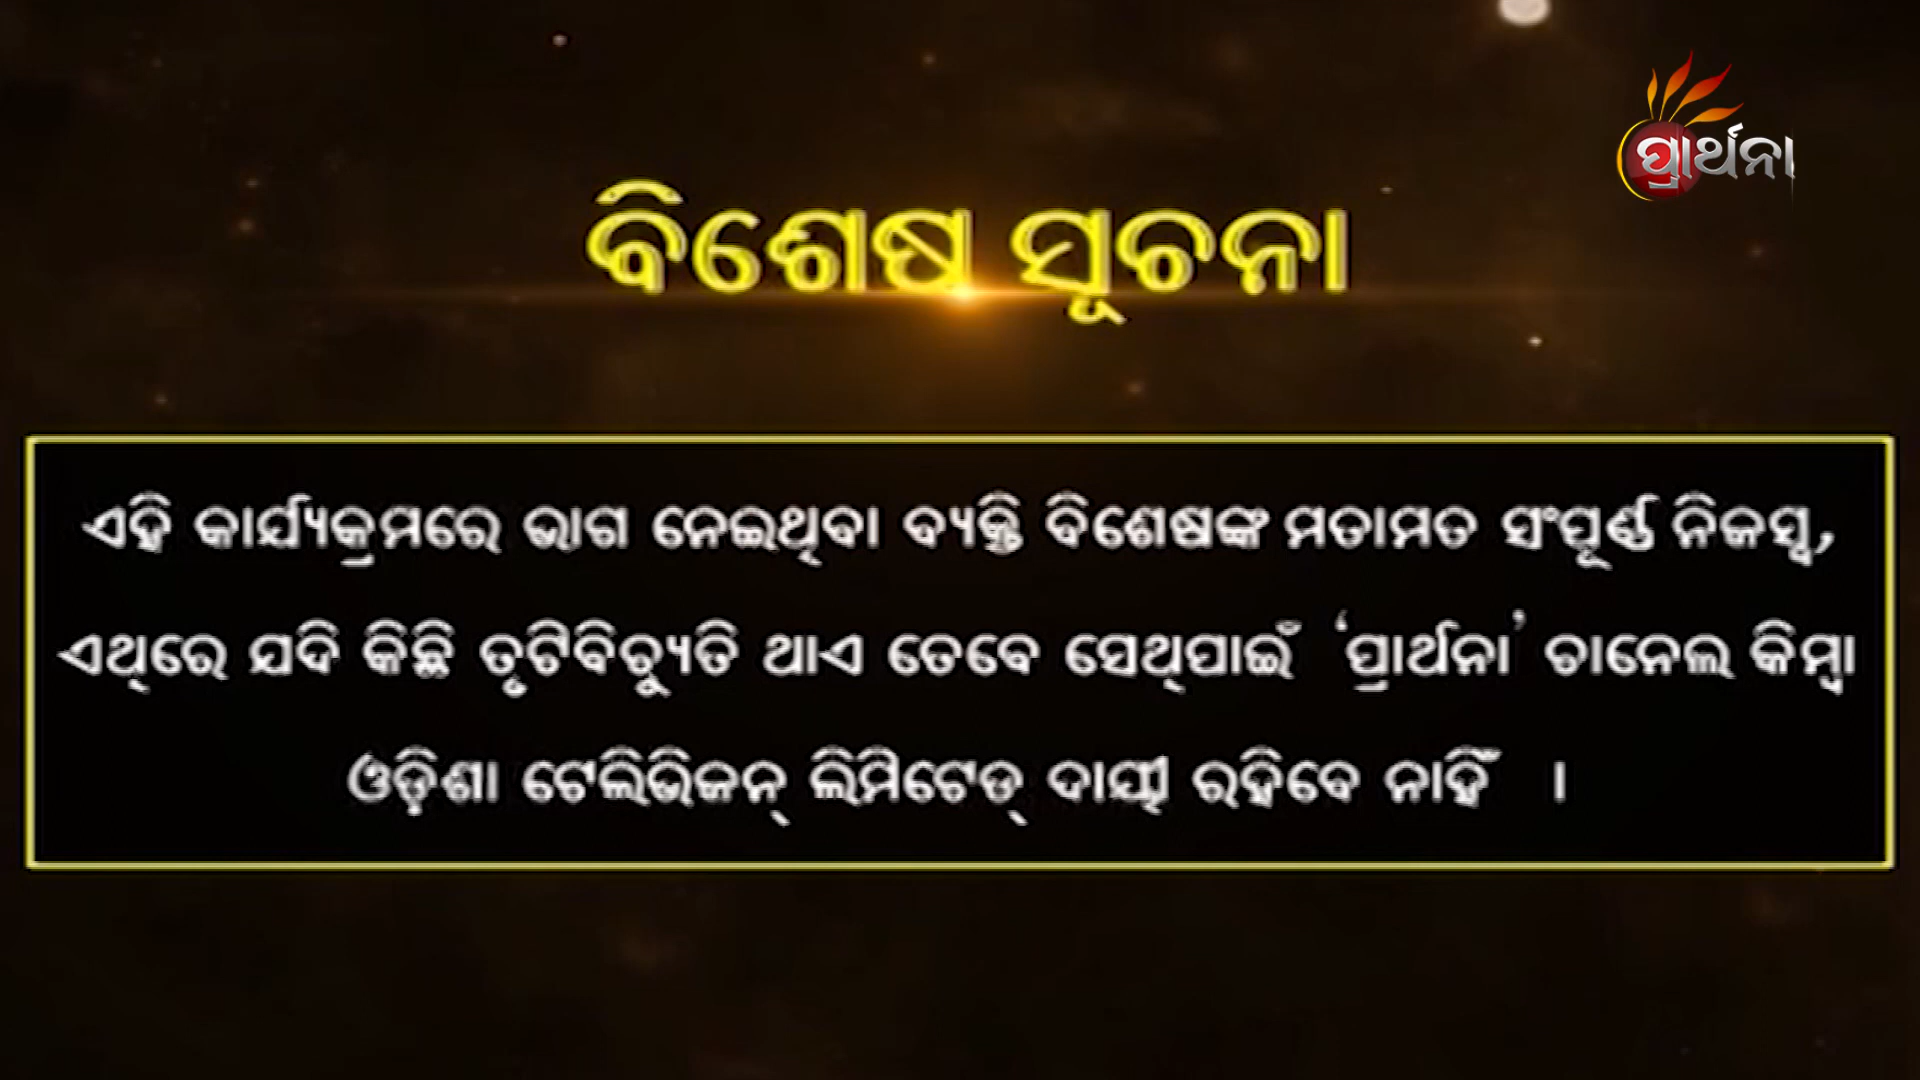 ପ୍ରାର୍ଥନା
ବିଶେଷ ସୂଚନା
ଏହି କାର୍ଯ୍ୟକ୍ରମରେ ଭାଗ ନେଇଥିବା ବ୍ୟକ୍ତି ବିଶେଷଙ୍କ ମତାମତ ସଂପୂର୍ଣ୍ଣ ନିଜସ୍ୱ,
ଏଥିରେ ଯଦି କିଛି ତୃଟିବିଚ୍ୟୁତି ଥାଏ ତେବେ ସେଥିପାଇଁ ‘ପ୍ରାର୍ଥନା’ ଚାନେଲ କିମ୍ବା
ଓଡ଼ିଶା ଟେଲିଭିଜନ୍ ଲିମିଟେଡ୍ ଦାୟୀ ରହିବେ ନାହିଁ ।